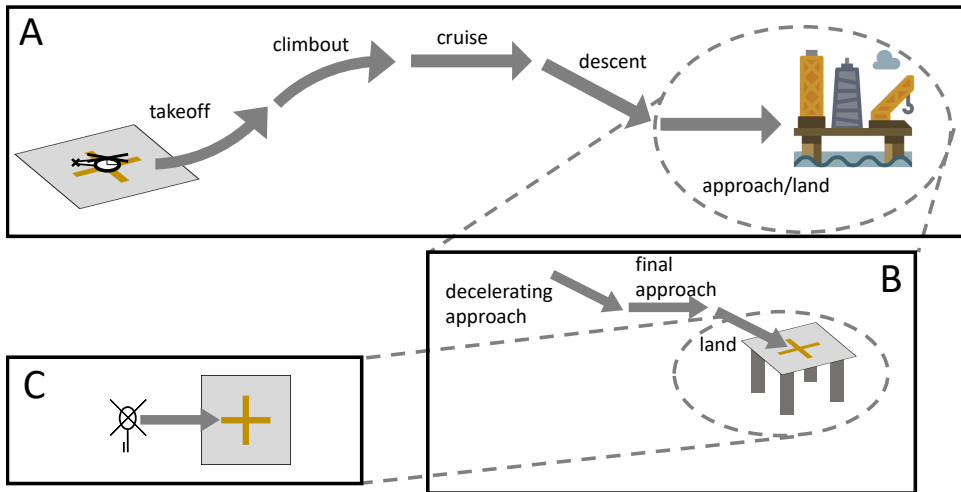 A
takeoff
climbout
cruise
descent
approach/land
B
decelerating
approach
final
approach
land
C